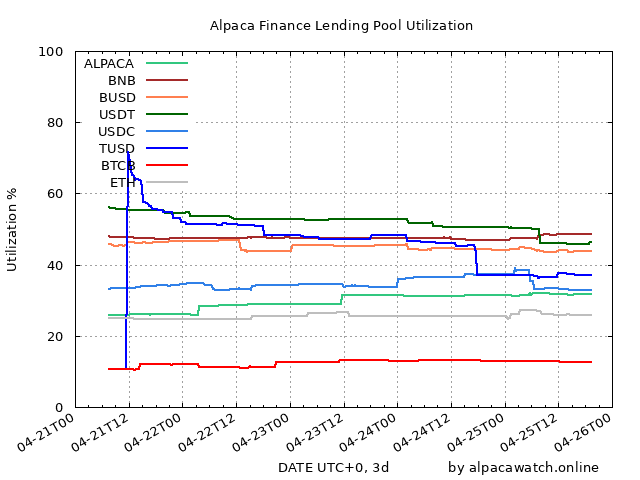 Alpaca Finance Lending Pool Utilization
Utilization %
100
80
60
40
20
0
ALPACA
BNB
BUSD
USDT
USDC
TUSD
BTCB
ETH
04-21T00
04-21T12
04-22T00
04-22T12
04-23T00
04-23T12
04-24T00
04-24T12
04-25T00
04-25T12
04-26T00
DATE UTC+0, 3d
by alpacawatch.online